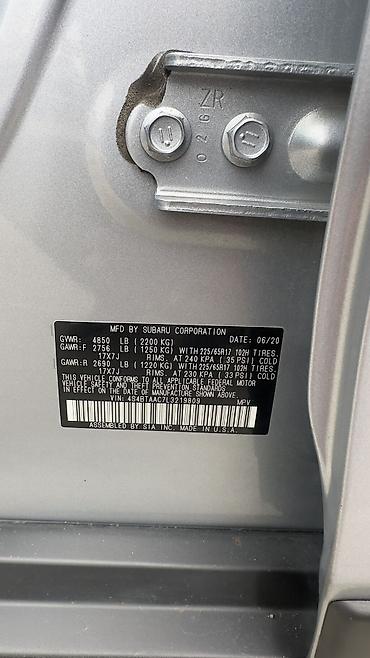 ZR
0 2 6
MFD BY SUBARU CORPORATION
GVWR: 4850 LB (2200 KG) DATE: 06/20
GAWR:F 2756 LB (1250 KG) WITH 225/65R17 102H TIRES,
17X7J RIMS, AT 240 KPA (35 PSI) COLD
GAWR:R 2690 LB (1220 KG) WITH 225/65R17 102H TIRES,
17X7J RIMS, AT 230 KPA (33 PSI) COLD
THIS VEHICLE CONFORMS TO ALL APPLICABLE FEDERAL MOTOR
VEHICLE SAFETY AND THEFT PREVENTION STANDARDS
IN EFFECT ON THE DATE OF MANUFACTURE SHOWN ABOVE.
VIN: 4S4BTAAC7L3219809 MPV
ASSEMBLED BY SIA INC. MADE IN U.S.A.